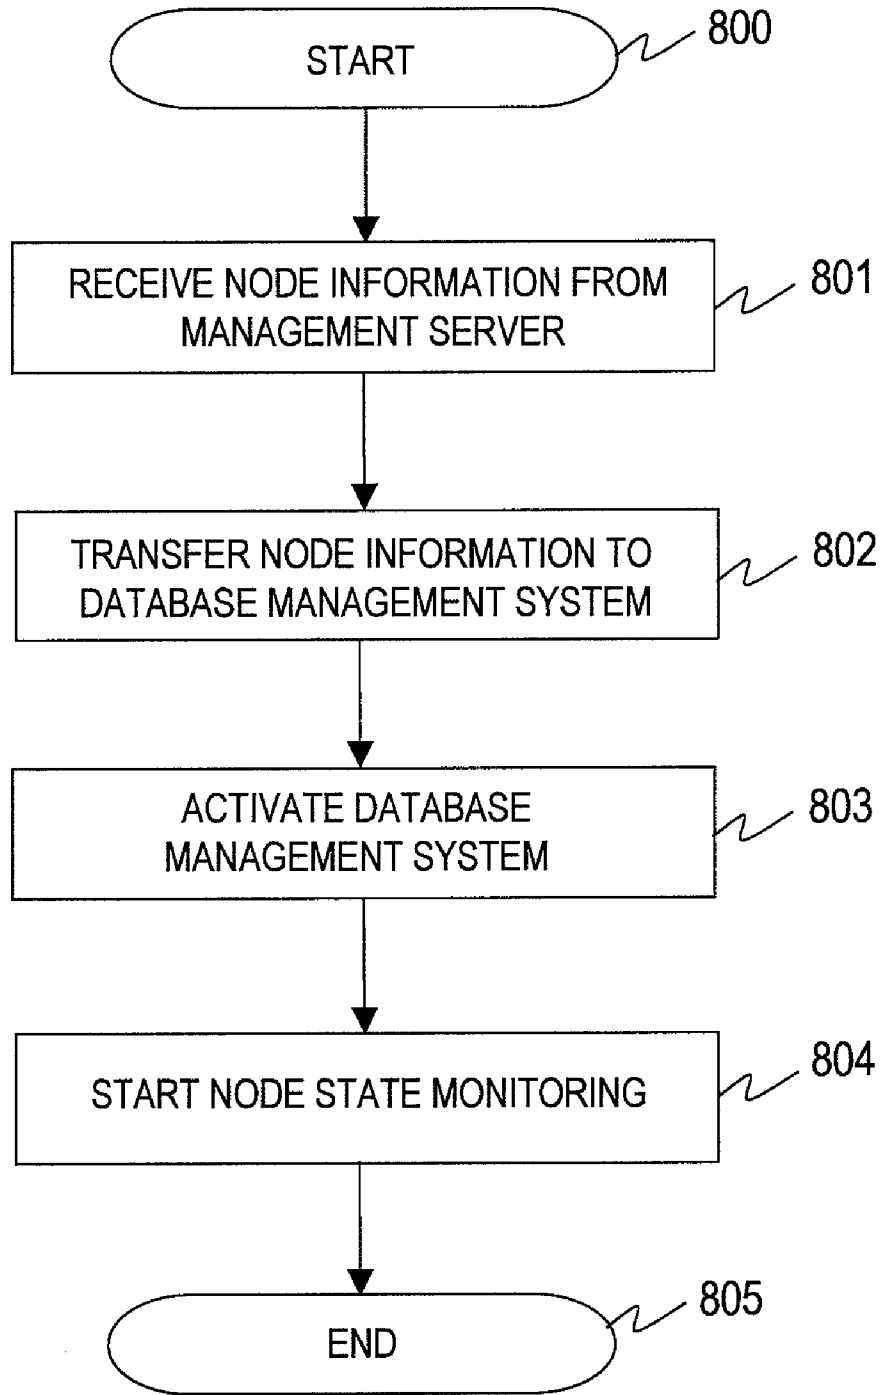 START
800
RECEIVE NODE INFORMATION FROM
MANAGEMENT SERVER
801
TRANSFER NODE INFORMATION TO
DATABASE MANAGEMENT SYSTEM
802
ACTIVATE DATABASE
MANAGEMENT SYSTEM
803
START NODE STATE MONITORING
804
END
805